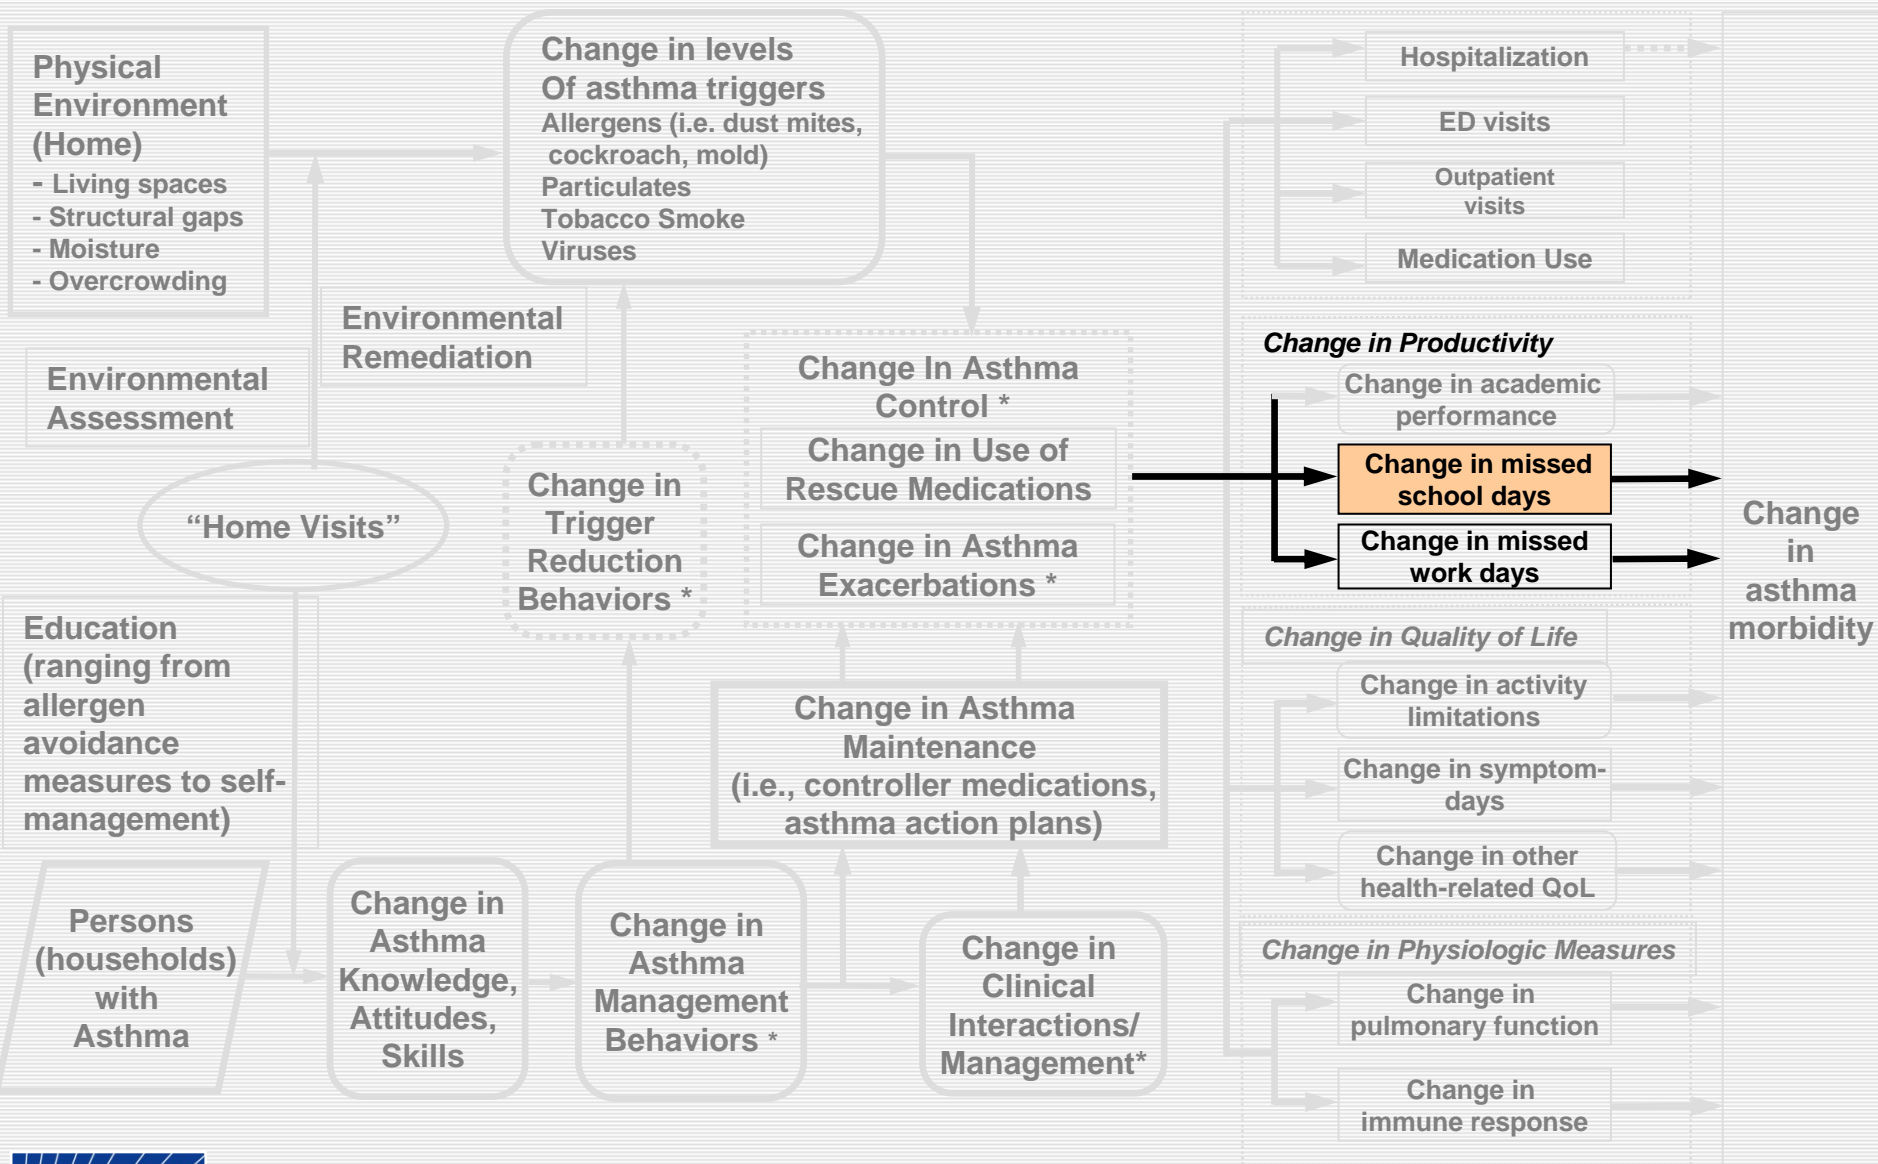 Physical
Environment
(Home)
- Living spaces
- Structural gaps
- Moisture
- Overcrowding
Change in levels
Of asthma triggers
Allergens (i.e. dust mites,
cockroach, mold)
Particulates
Tobacco Smoke
Viruses
Environmental
Remediation
Environmental
Assessment
“Home Visits”
Education
(ranging from
allergen
avoidance
measures to self-
management)
Persons
(households)
with
Asthma
Change in
Asthma
Knowledge,
Attitudes,
Skills
Change in
Trigger
Reduction
Behaviors *
Change in
Asthma
Management
Behaviors *
Change In Asthma
Control *
Change in Use of
Rescue Medications
Change in Asthma
Exacerbations *
Change in Asthma
Maintenance
(i.e., controller medications,
asthma action plans)
Change in
Clinical
Interactions/
Management*
Hospitalization
ED visits
Outpatient
visits
Medication Use
Change in Productivity
Change in academic
performance
Change in missed
school days
Change in missed
work days
Change in Quality of Life
Change in activity
limitations
Change in symptom-
days
Change in other
health-related QoL
Change in Physiologic Measures
Change in
pulmonary function
Change in
immune response
Change
in
asthma
morbidity